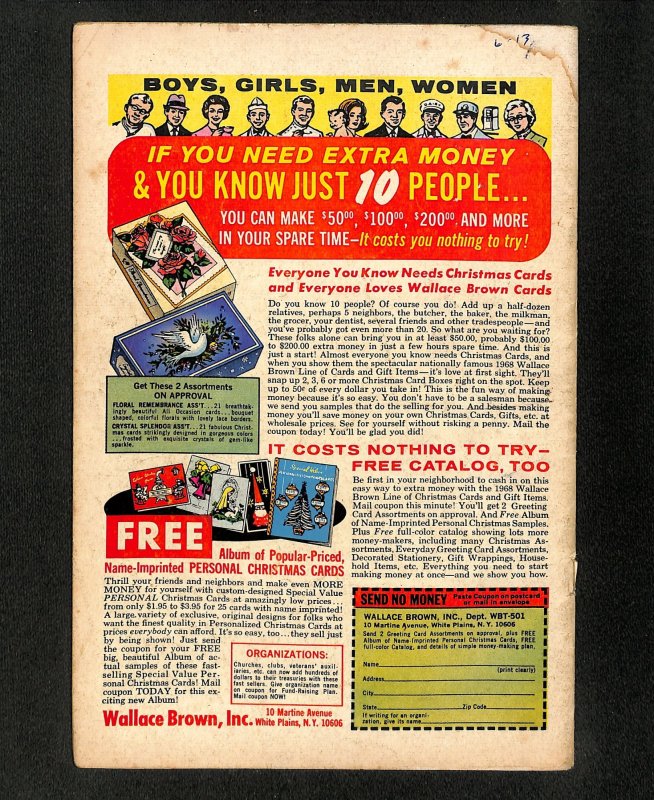 6-13
BOYS, GIRLS, MEN, WOMEN
IF YOU NEED EXTRA MONEY
& YOU KNOW JUST 10 PEOPLE...
YOU CAN MAKE $50⁰⁰, $100⁰⁰, $200⁰⁰, AND MORE
IN YOUR SPARE TIME—It costs you nothing to try!
Everyone You Know Needs Christmas Cards
and Everyone Loves Wallace Brown Cards
Do you know 10 people? Of course you do! Add up a half-dozen
relatives, perhaps 5 neighbors, the butcher, the baker, the milkman,
the grocer, your dentist, several friends and other tradespeople—and
you've probably got even more than 20. So what are you waiting for?
These folks alone can bring you in at least $50.00, probably $100.00
to $200.00 extra money in just a few hours spare time. And this is
just a start! Almost everyone you know needs Christmas Cards, and
when you show them the spectacular nationally famous 1968 Wallace
Brown Line of Cards and Gift Items—it's love at first sight. They'll
snap up 2, 3, 6 or more Christmas Card Boxes right on the spot. Keep
up to 50¢ of every dollar you take in! This is the fun way of making
money because it's so easy. You don't have to be a salesman because
we send you samples that do the selling for you. And besides making
money you'll save money on your own Christmas Cards, Gifts, etc. at
wholesale prices. See for yourself without risking a penny. Mail the
coupon today! You'll be glad you did!
Get These 2 Assortments
ON APPROVAL
FLORAL REMEMBRANCE ASS'T. . .21 breathtak-
ingly beautiful All Occasion cards...bouquet
shaped, colorful florals with lovely lace borders.
CRYSTAL SPLENDOR ASS'T. . .21 fabulous Christ-
mas cards strikingly designed in gorgeous colors
...frosted with exquisite crystals of gem-like
sparkle.
IT COSTS NOTHING TO TRY—
FREE CATALOG, TOO
Be first in your neighborhood to cash in on this
easy way to extra money with the 1968 Wallace
Brown Line of Christmas Cards and Gift Items.
Mail coupon this minute! You'll get 2 Greeting
Card Assortments on approval. And Free Album
of Name-Imprinted Personal Christmas Samples.
Plus Free full-color catalog showing lots more
money-makers, including many Christmas As-
sortments, Everyday Greeting Card Assortments,
Decorated Stationery, Gift Wrappings, House-
hold Items, etc. Everything you need to start
making money at once—and we show you how.
FREE
Album of Popular-Priced,
Name-Imprinted PERSONAL CHRISTMAS CARDS
Thrill your friends and neighbors and make even MORE
MONEY for yourself with custom-designed Special Value
PERSONAL Christmas Cards at amazingly low prices...
from only $1.95 to $3.95 for 25 cards with name imprinted!
A large variety of exclusive, original designs for folks who
want the finest quality in Personalized Christmas Cards at
prices everybody can afford. It's so easy, too...they sell just
by being shown! Just send
the coupon for your FREE
big, beautiful Album of ac-
tual samples of these fast-
selling Special Value Per-
sonal Christmas Cards! Mail
coupon TODAY for this ex-
citing new Album!
ORGANIZATIONS:
Churches, clubs, veterans' auxil-
iaries, etc. can now add hundreds of
dollars to their treasuries with these
fast sellers. Give organization name
on coupon for Fund-Raising Plan.
Mail coupon NOW!
Wallace Brown, Inc.
10 Martine Avenue
White Plains, N.Y. 10606
SEND NO MONEY
Paste Coupon on postcard
or mail in envelope
WALLACE BROWN, INC., Dept. WBT-501
10 Martine Avenue, White Plains, N.Y. 10606
Send 2 Greeting Card Assortments on approval, plus FREE
Album of Name-Imprinted Personal Christmas Cards, FREE
full-color Catalog, and details of simple money-making plan.
Name
(print clearly)
Address
City
State Zip Code
If writing for an organi-
zation, give its name